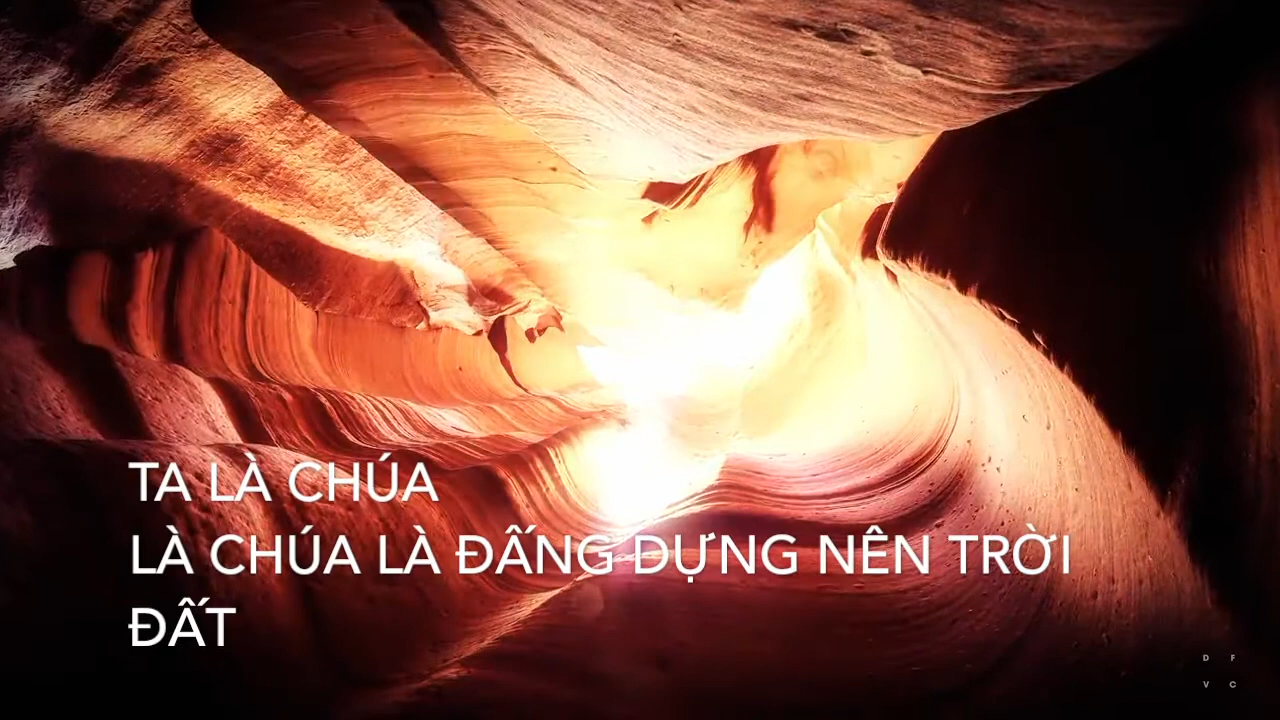 TA LÀ CHÚA
LÀ CHÚA LÀ ĐẤNG DỰNG NÊN TRỜI
ĐẤT
D F
V C